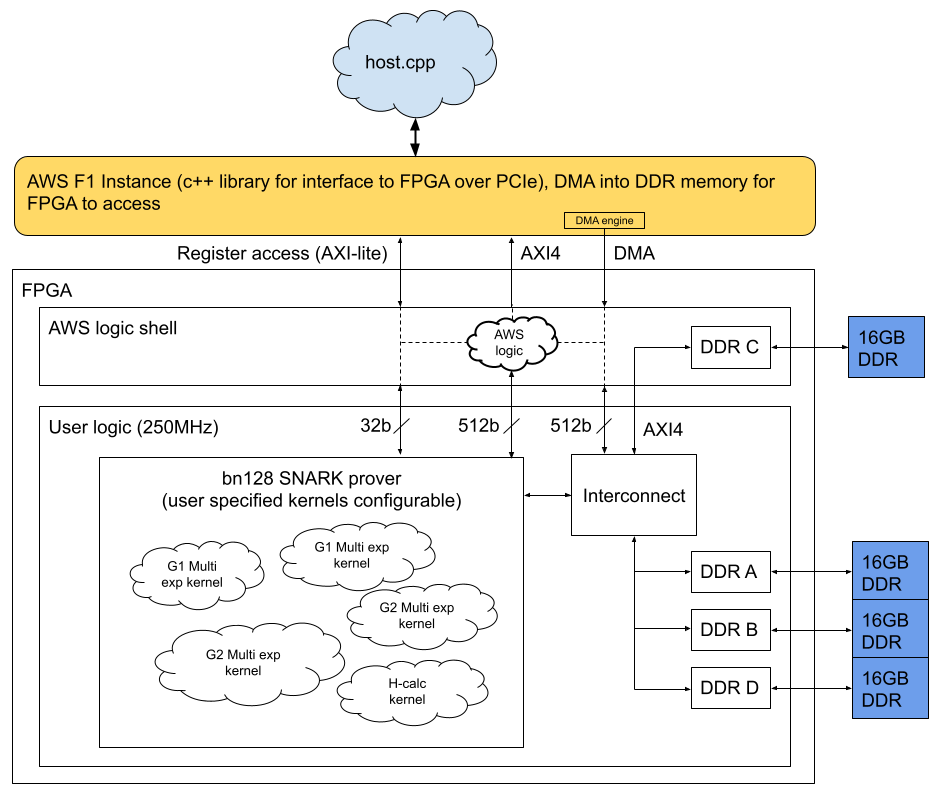 host.cpp
AWS F1 Instance (c++ library for interface to FPGA over PCIe), DMA into DDR memory for
FPGA to access
DMA engine
Register access (AXI-lite)
AXI4
DMA
FPGA
AWS logic shell
AWS
logic
DDR C
16GB
DDR
User logic (250MHz)
32b
512b
512b
AXI4
bn128 SNARK prover
(user specified kernels configurable)
Interconnect
G1 Multi exp
kernel
G1 Multi
exp kernel
G2 Multi exp
kernel
G2 Multi exp
kernel
H-calc
kernel
DDR A
16GB
DDR
DDR B
16GB
DDR
DDR D
16GB
DDR